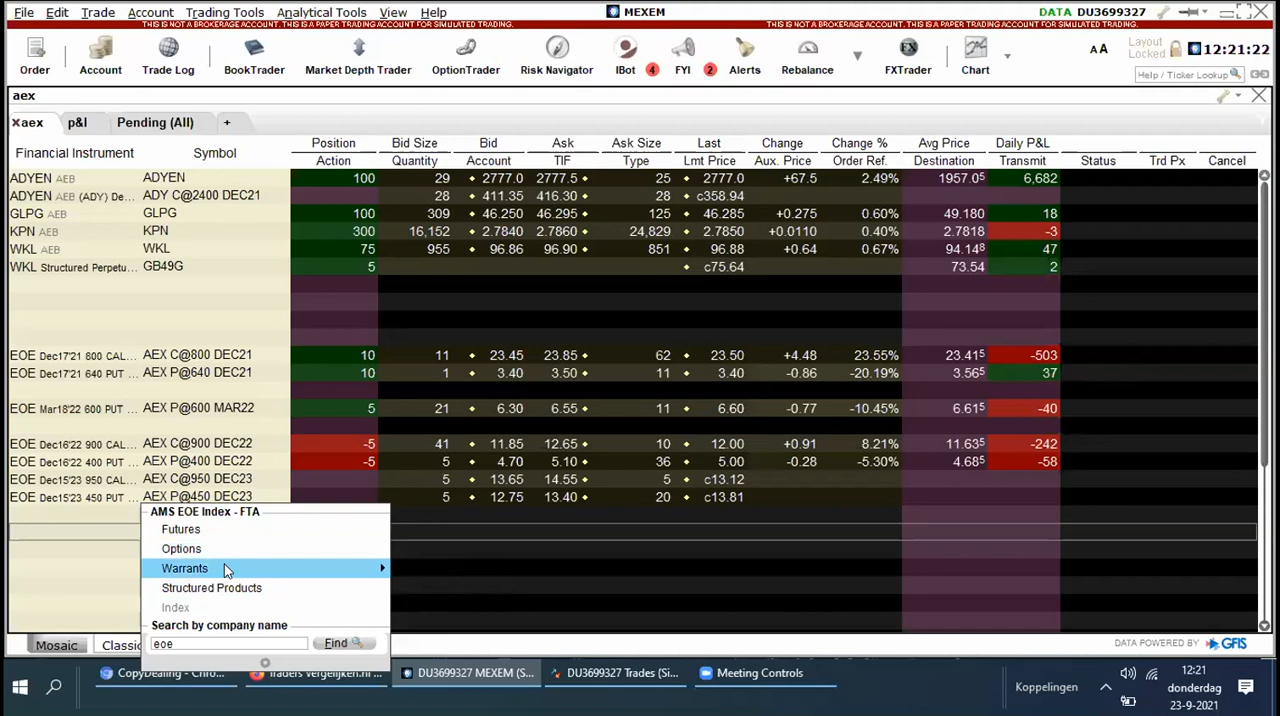 File Edit Trade Account Trading Tools Analytical Tools View Help MEXEM DATA DU3699327
THIS IS NOT A BROKERAGE ACCOUNT. THIS IS A PAPER TRADING ACCOUNT FOR SIMULATED TRADING. THIS IS NOT A BROKERAGE ACCOUNT. THIS IS A PAPER TRADING ACCOUNT FOR SIMULATED TRADING.
Order Account Trade Log BookTrader Market Depth Trader OptionTrader Risk Navigator IBot 4 FYI 2 Alerts Rebalance FXTrader Chart A A Layout Locked 12:21:22
Help / Ticker Lookup
aex
aex p&l Pending (All) +
Financial Instrument Symbol Position Bid Size Bid Ask Ask Size Last Change Change % Avg Price Daily P&L
Action Quantity Account TIF Type Lmt Price Aux. Price Order Ref. Destination Transmit Status Trd Px Cancel
ADYEN AEB ADYEN 100 29 2777.0 2777.5 25 2777.0 +67.5 2.49% 1957.05 6,682
ADYEN AEB (ADY) De... ADY C@2400 DEC21 28 411.35 416.30 28 c358.94
GLPG AEB GLPG 100 309 46.250 46.295 125 46.285 +0.275 0.60% 49.180 18
KPN AEB KPN 300 16,152 2.7840 2.7860 24,829 2.7850 +0.0110 0.40% 2.7818 -3
WKL AEB WKL 75 955 96.86 96.90 851 96.88 +0.64 0.67% 94.148 47
WKL Structured Perpetu... GB49G 5 c75.64 73.54 2
EOE Dec17'21 800 CAL... AEX C@800 DEC21 10 11 23.45 23.85 62 23.50 +4.48 23.55% 23.415 -503
EOE Dec17'21 640 PUT ... AEX P@640 DEC21 10 1 3.40 3.50 11 3.40 -0.86 -20.19% 3.565 37
EOE Mar18'22 600 PUT ... AEX P@600 MAR22 5 21 6.30 6.55 11 6.60 -0.77 -10.45% 6.615 -40
EOE Dec16'22 900 CAL... AEX C@900 DEC22 -5 41 11.85 12.65 10 12.00 +0.91 8.21% 11.635 -242
EOE Dec16'22 400 PUT ... AEX P@400 DEC22 -5 5 4.70 5.10 36 5.00 -0.28 -5.30% 4.685 -58
EOE Dec15'23 950 CAL... AEX C@950 DEC23 5 13.65 14.55 5 c13.12
EOE Dec15'23 450 PUT ... AEX P@450 DEC23 5 12.75 13.40 20 c13.81
AMS EOE Index - FTA
Futures
Options
Warrants
Structured Products
Index
Search by company name
eoe Find
Mosaic Classic DATA POWERED BY GFIS
CopyDealing - Chro... Traders vergelijken.nl ... DU3699327 MEXEM (S... DU3699327 Trades (Si... Meeting Controls
Koppelingen
12:21
donderdag
23-9-2021